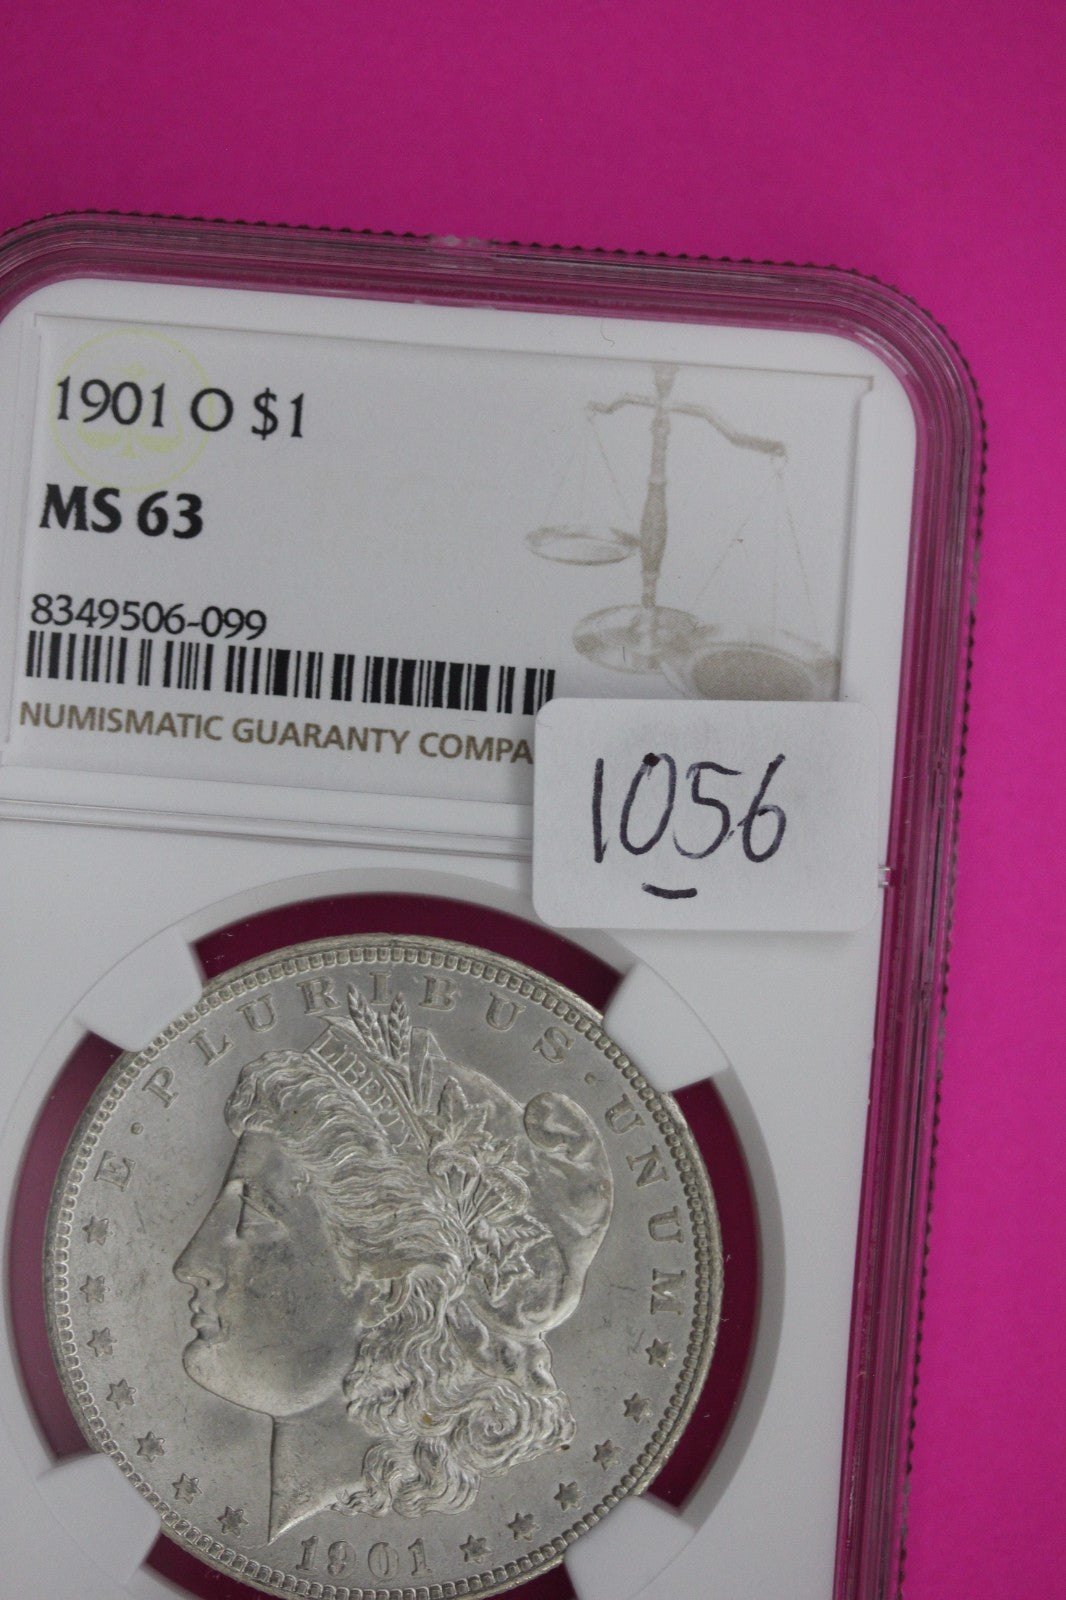 1901 O $1
MS 63
8349506-099
NUMISMATIC GUARANTY COMPA
1056
E · PLURIBUS · UNUM
LIBERTY
1901